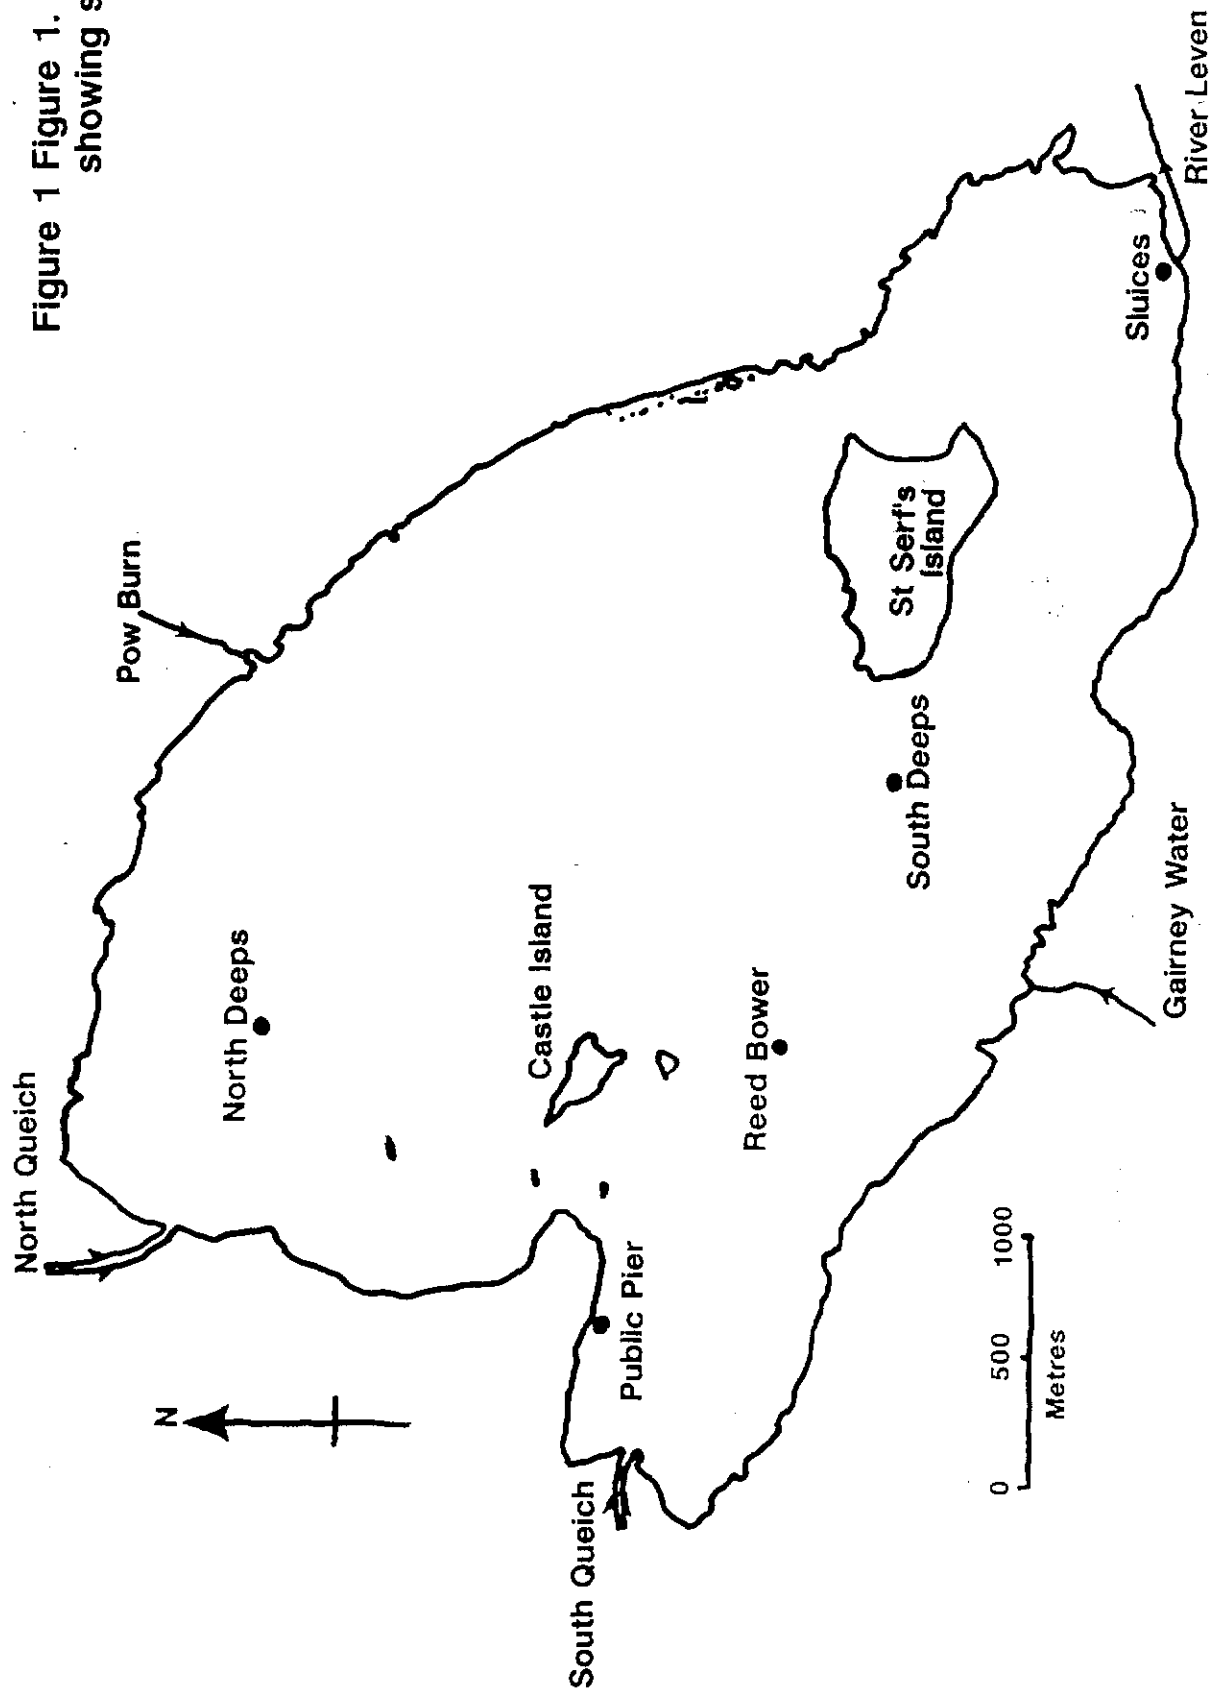 Figure 1 Figure 1.
showing s
North Queich
Pow Burn
North Deeps
N
Castle Island
Public Pier
South Queich
Reed Bower
St Serf's
Island
South Deeps
Sluices
River Leven
Gairney Water
0 500 1000
Metres